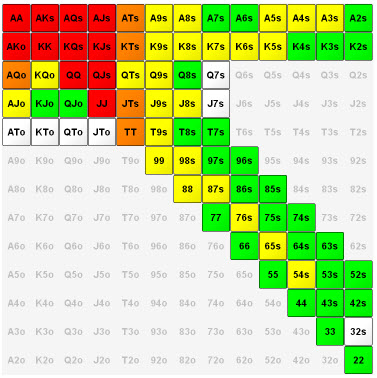 AA AKs AQs AJs ATs A9s A8s A7s A6s A5s A4s A3s A2s
AKo KK KQs KJs KTs K9s K8s K7s K6s K5s K4s K3s K2s
AQo KQo QQ QJs QTs Q9s Q8s Q7s Q6s Q5s Q4s Q3s Q2s
AJo KJo QJo JJ JTs J9s J8s J7s J6s J5s J4s J3s J2s
ATo KTo QTo JTo TT T9s T8s T7s T6s T5s T4s T3s T2s
A9o K9o Q9o J9o T9o 99 98s 97s 96s 95s 94s 93s 92s
A8o K8o Q8o J8o T8o 98o 88 87s 86s 85s 84s 83s 82s
A7o K7o Q7o J7o T7o 97o 87o 77 76s 75s 74s 73s 72s
A6o K6o Q6o J6o T6o 96o 86o 76o 66 65s 64s 63s 62s
A5o K5o Q5o J5o T5o 95o 85o 75o 65o 55 54s 53s 52s
A4o K4o Q4o J4o T4o 94o 84o 74o 64o 54o 44 43s 42s
A3o K3o Q3o J3o T3o 93o 83o 73o 63o 53o 43o 33 32s
A2o K2o Q2o J2o T2o 92o 82o 72o 62o 52o 42o 32o 22